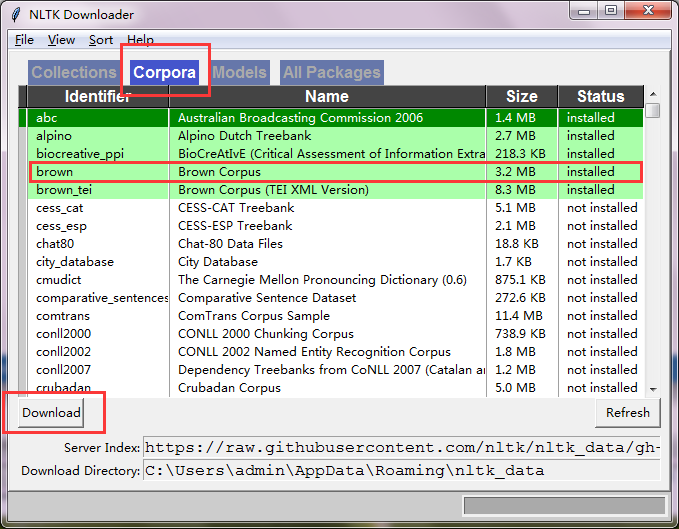 NLTK Downloader
File View Sort Help
Collections Corpora Models All Packages
Identifier Name Size Status
abc Australian Broadcasting Commission 2006 1.4 MB installed
alpino Alpino Dutch Treebank 2.7 MB installed
biocreative_ppi BioCreAtIvE (Critical Assessment of Information Extra 218.3 KB installed
brown Brown Corpus 3.2 MB installed
brown_tei Brown Corpus (TEI XML Version) 8.3 MB installed
cess_cat CESS-CAT Treebank 5.1 MB not installed
cess_esp CESS-ESP Treebank 2.1 MB not installed
chat80 Chat-80 Data Files 18.8 KB not installed
city_database City Database 1.7 KB not installed
cmudict The Carnegie Mellon Pronouncing Dictionary (0.6) 875.1 KB not installed
comparative_sentences Comparative Sentence Dataset 272.6 KB not installed
comtrans ComTrans Corpus Sample 11.4 MB not installed
conll2000 CONLL 2000 Chunking Corpus 738.9 KB not installed
conll2002 CONLL 2002 Named Entity Recognition Corpus 1.8 MB not installed
conll2007 Dependency Treebanks from CoNLL 2007 (Catalan ar 1.2 MB not installed
crubadan Crubadan Corpus 5.0 MB not installed
Download Refresh
Server Index: https://raw.githubusercontent.com/nltk/nltk_data/gh-
Download Directory: C:\Users\admin\AppData\Roaming\nltk_data